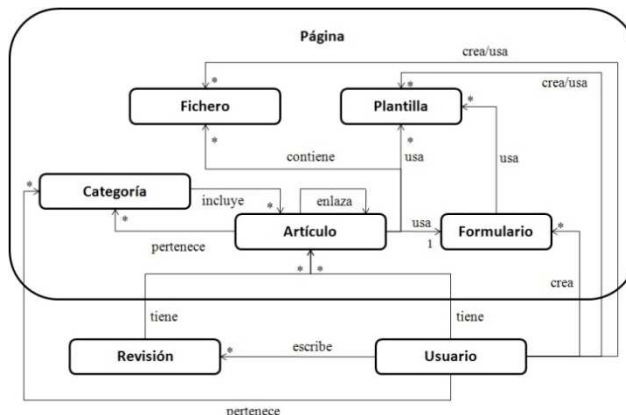 Página
crea/usa
crea/usa
*
*
*
Fichero
Plantilla
*
*
contiene
usa
usa
*
Categoría
incluye
*
enlaza
*
Artículo
usa
1
Formulario
*
pertenece
*
*
crea
tiene
tiene
Revisión
*
escribe
Usuario
pertenece